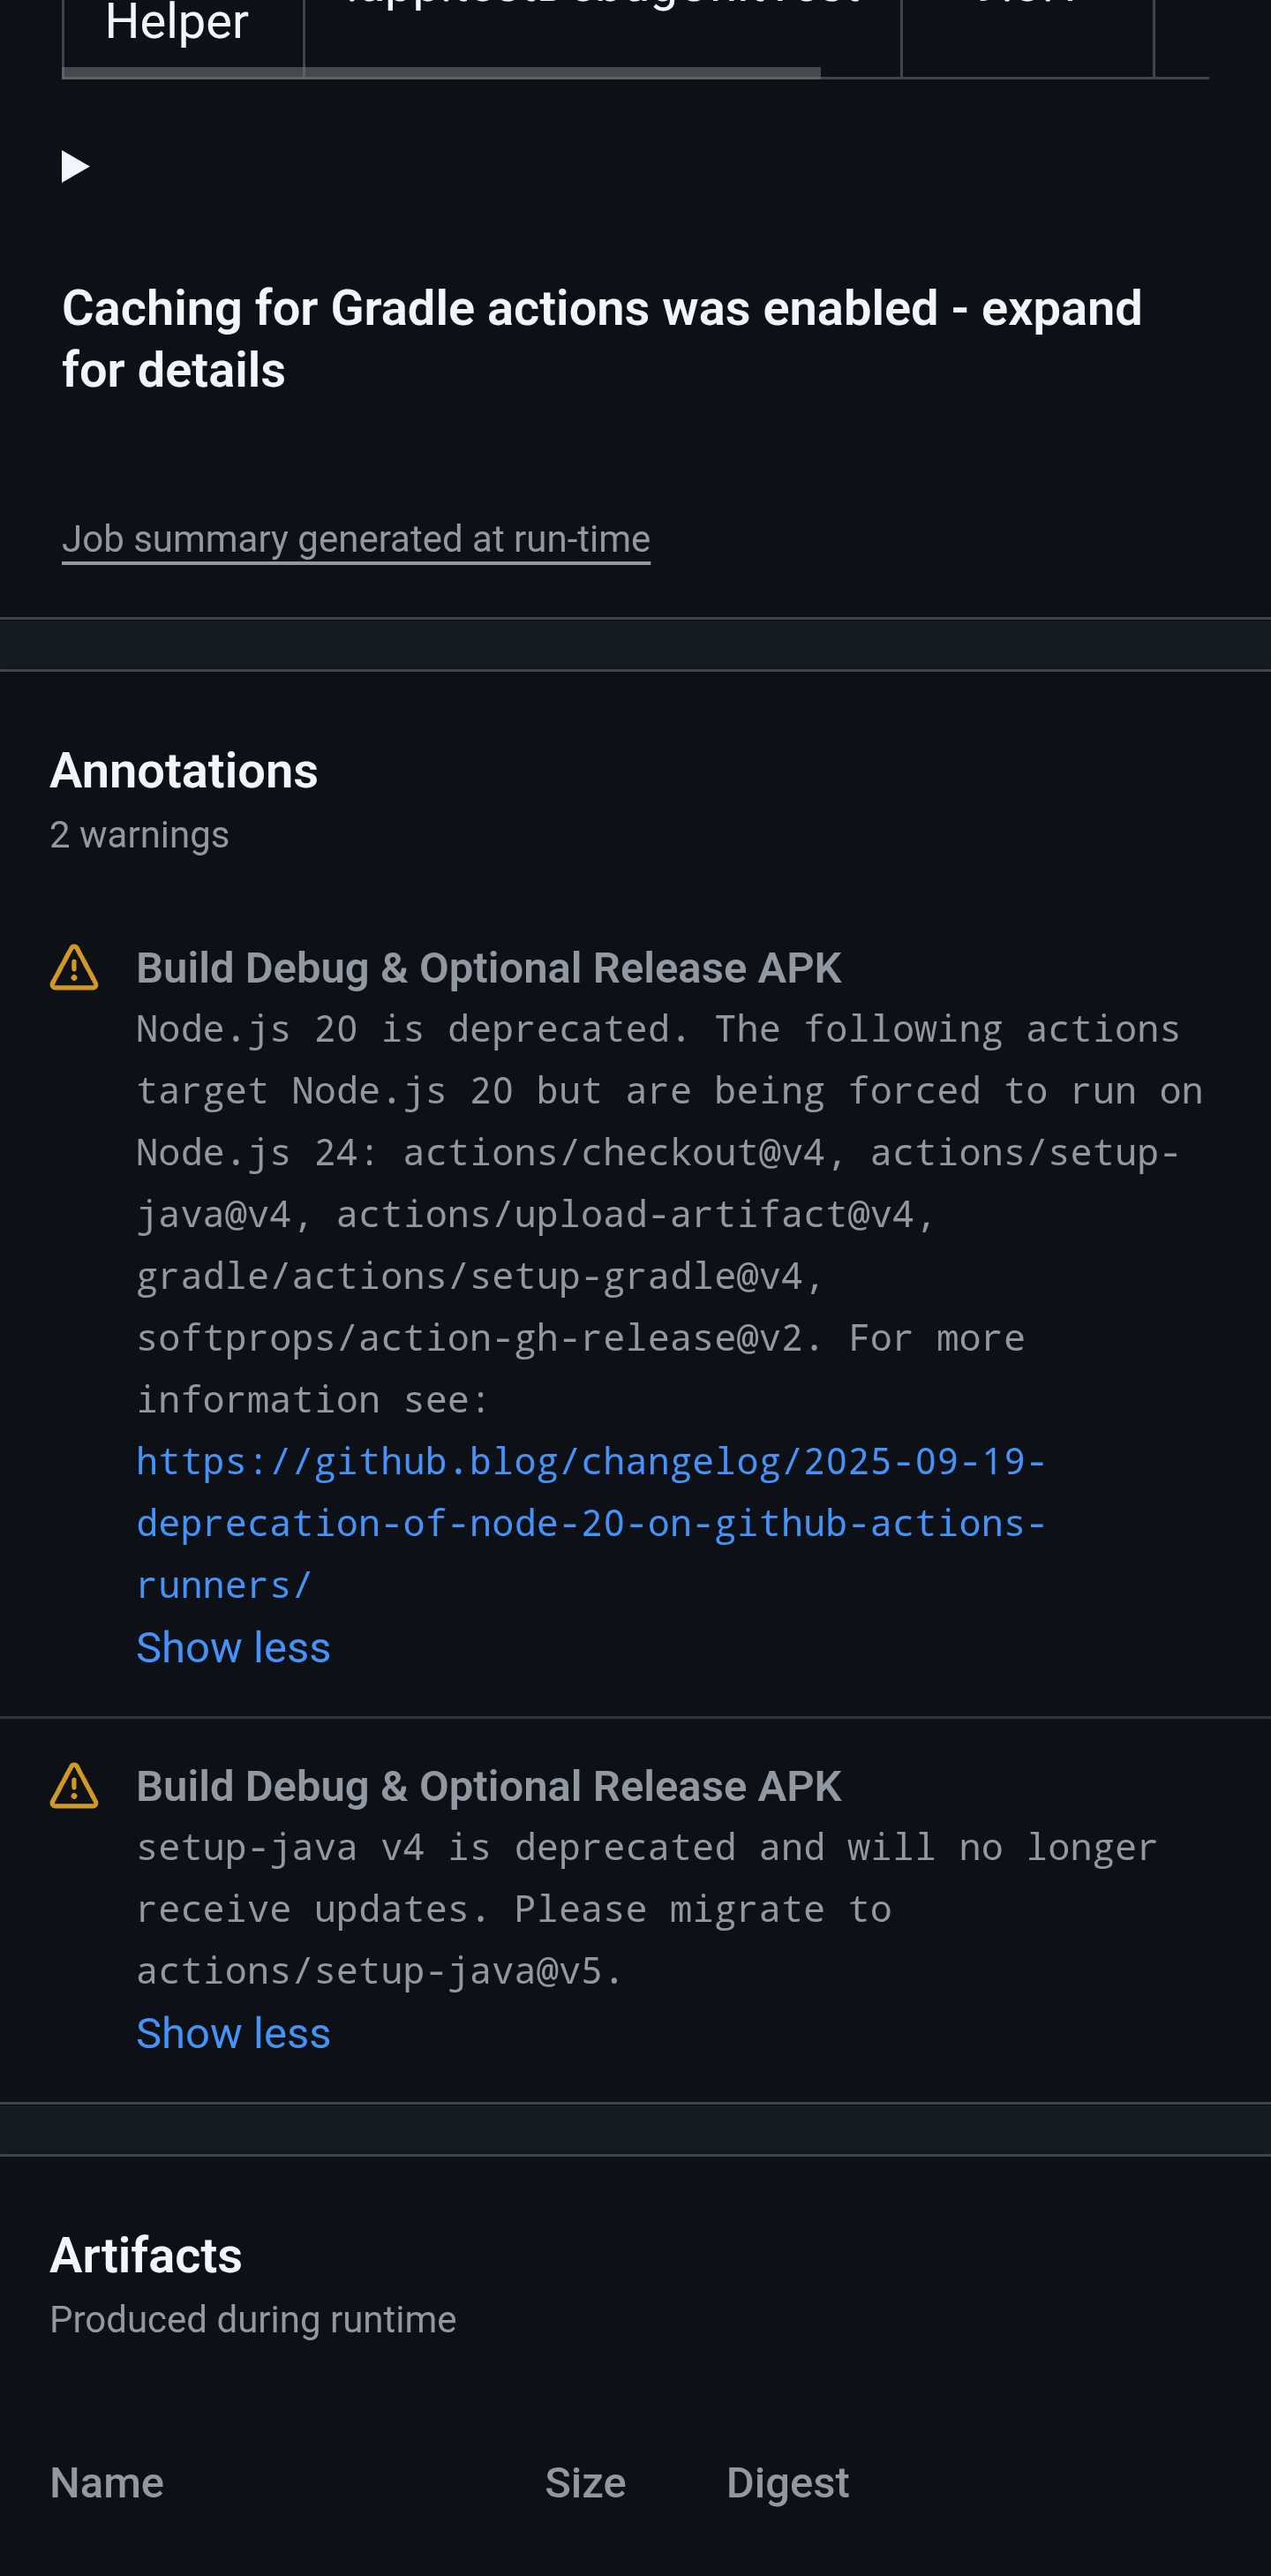 Helper
Caching for Gradle actions was enabled - expand
for details
Job summary generated at run-time
Annotations
2 warnings
Build Debug & Optional Release APK
Node.js 20 is deprecated. The following actions
target Node.js 20 but are being forced to run on
Node.js 24: actions/checkout@v4, actions/setup-
java@v4, actions/upload-artifact@v4,
gradle/actions/setup-gradle@v4,
softprops/action-gh-release@v2. For more
information see:
https://github.blog/changelog/2025-09-19-
deprecation-of-node-20-on-github-actions-
runners/
Show less
Build Debug & Optional Release APK
setup-java v4 is deprecated and will no longer
receive updates. Please migrate to
actions/setup-java@v5.
Show less
Artifacts
Produced during runtime
Name Size Digest